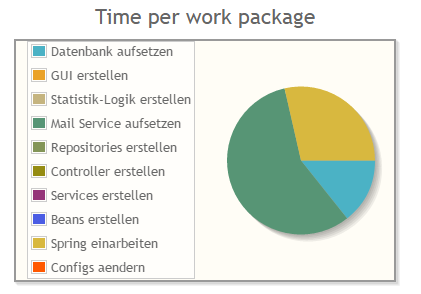 Time per work package
Datenbank aufsetzen
GUI erstellen
Statistik-Logik erstellen
Mail Service aufsetzen
Repositories erstellen
Controller erstellen
Services erstellen
Beans erstellen
Spring einarbeiten
Configs aendern